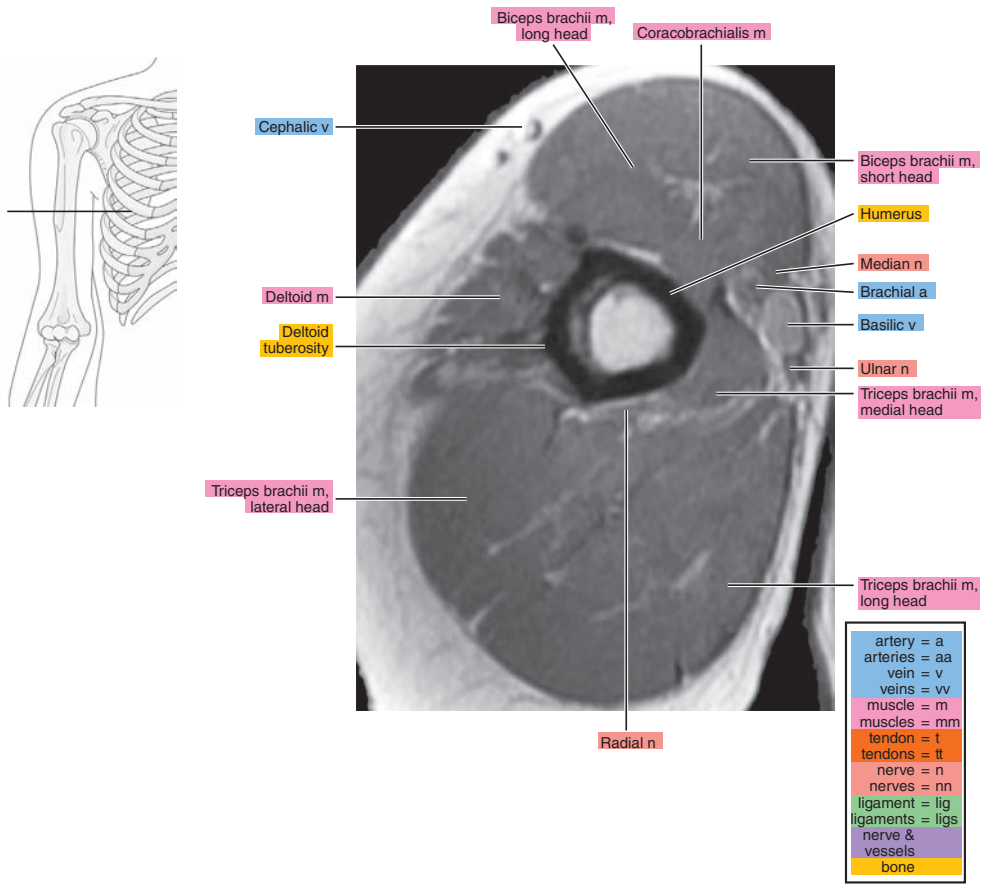 Biceps brachii m,
long head
Coracobrachialis m
Cephalic v
Biceps brachii m,
short head
Humerus
Median n
Brachial a
Deltoid m
Basilic v
Deltoid
tuberosity
Ulnar n
Triceps brachii m,
medial head
Triceps brachii m,
lateral head
Triceps brachii m,
long head
Radial n
artery = a
arteries = aa
vein = v
veins = vv
muscle = m
muscles = mm
tendon = t
tendons = tt
nerve = n
nerves = nn
ligament = lig
ligaments = ligs
nerve &
vessels
bone